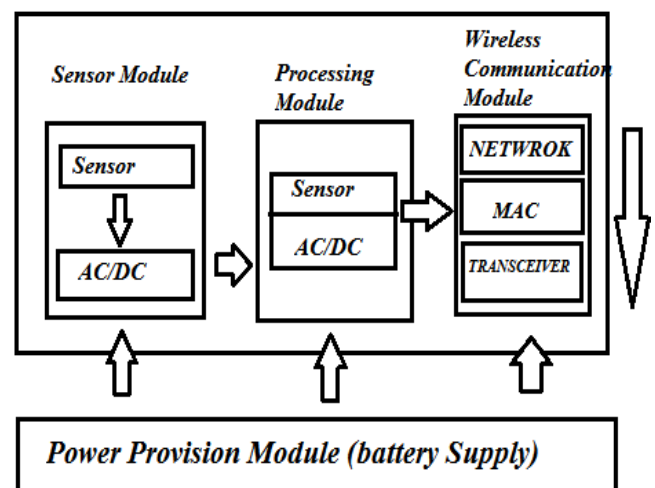 Sensor Module
Processing
Module
Wireless
Communication
Module
Sensor
AC/DC
Sensor
AC/DC
NETWROK
MAC
TRANSCEIVER
Power Provision Module (battery Supply)